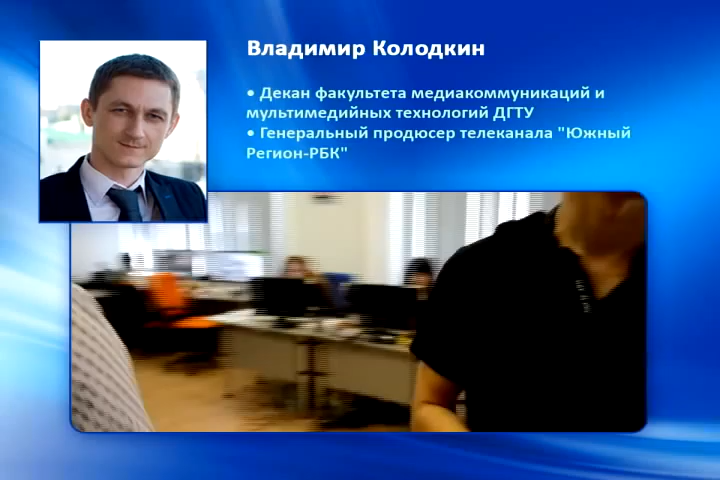 Владимир Колодкин
• Декан факультета медиакоммуникаций и
мультимедийных технологий ДГТУ
• Генеральный продюсер телеканала "Южный
Регион-РБК"